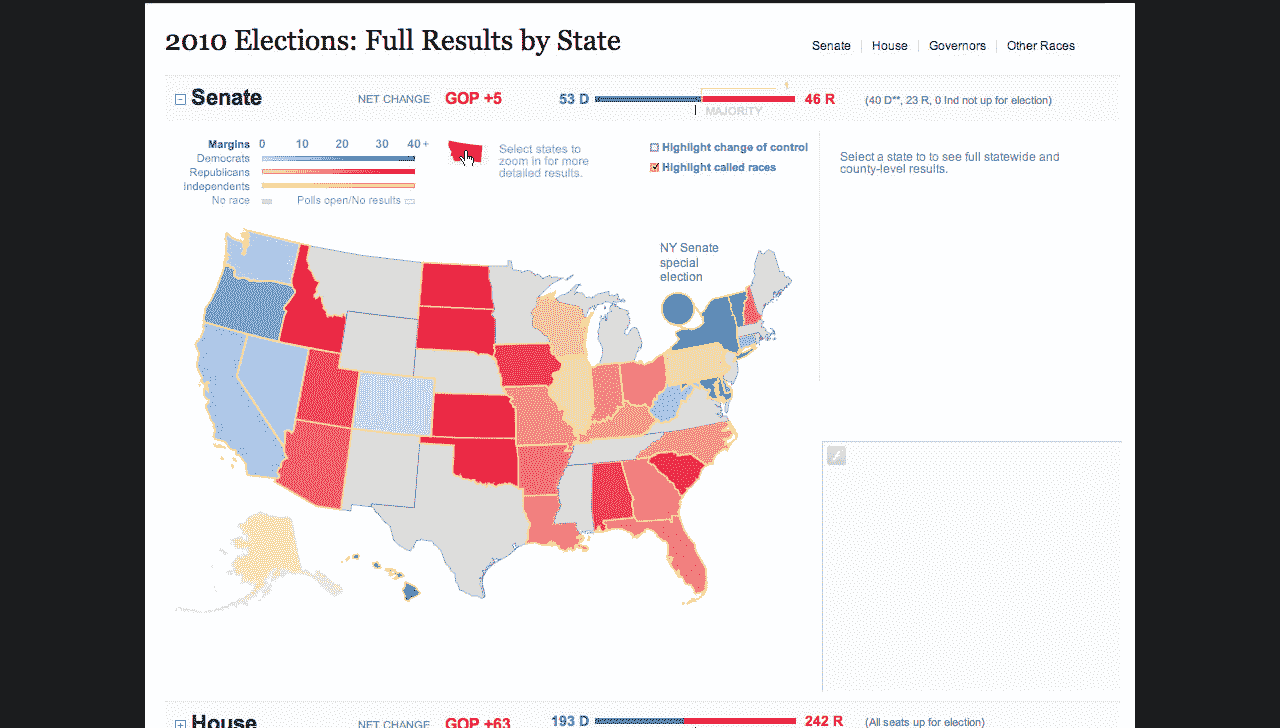 2010 Elections: Full Results by State
Senate House Governors Other Races
Senate NET CHANGE GOP +5 53 D 46 R (40 D**, 23 R, 0 Ind not up for election)
MAJORITY
Margins 0 10 20 30 40 +
Democrats
Republicans
Independents
No race Polls open/No results
Select states to
zoom in for more
detailed results.
Highlight change of control
Highlight called races
Select a state to to see full statewide and
county-level results.
NY Senate
special
election
House NET CHANGE GOP +63 193 D 242 R (All seats up for election)